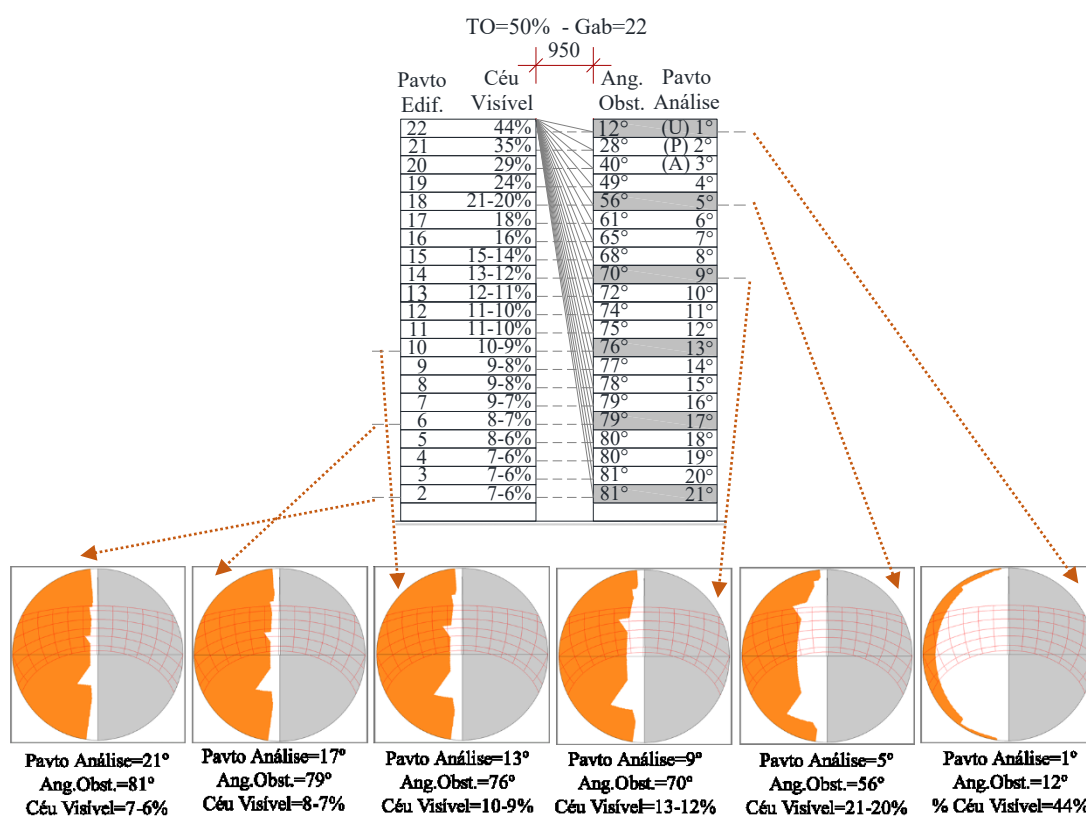 TO=50% - Gab=22
950
Pavto Edif. Céu Visível Ang. Obst. Pavto Análise
22 44% 12° (U) 1°
21 35% 28° (P) 2°
20 29% 40° (A) 3°
19 24% 49° 4°
18 21-20% 56° 5°
17 18% 61° 6°
16 16% 65° 7°
15 15-14% 68° 8°
14 13-12% 70° 9°
13 12-11% 72° 10°
12 11-10% 74° 11°
11 11-10% 75° 12°
10 10-9% 76° 13°
9 9-8% 77° 14°
8 9-8% 78° 15°
7 9-7% 79° 16°
6 8-7% 79° 17°
5 8-6% 80° 18°
4 7-6% 80° 19°
3 7-6% 81° 20°
2 7-6% 81° 21°
Pavto Análise=21º
Ang.Obst.=81°
Céu Visível=7-6%
Pavto Análise=17º
Ang.Obst.=79°
Céu Visível=8-7%
Pavto Análise=13º
Ang.Obst.=76°
Céu Visível=10-9%
Pavto Análise=9º
Ang.Obst.=70°
Céu Visível=13-12%
Pavto Análise=5º
Ang.Obst.=56°
Céu Visível=21-20%
Pavto Análise=1º
Ang.Obst.=12°
% Céu Visível=44%